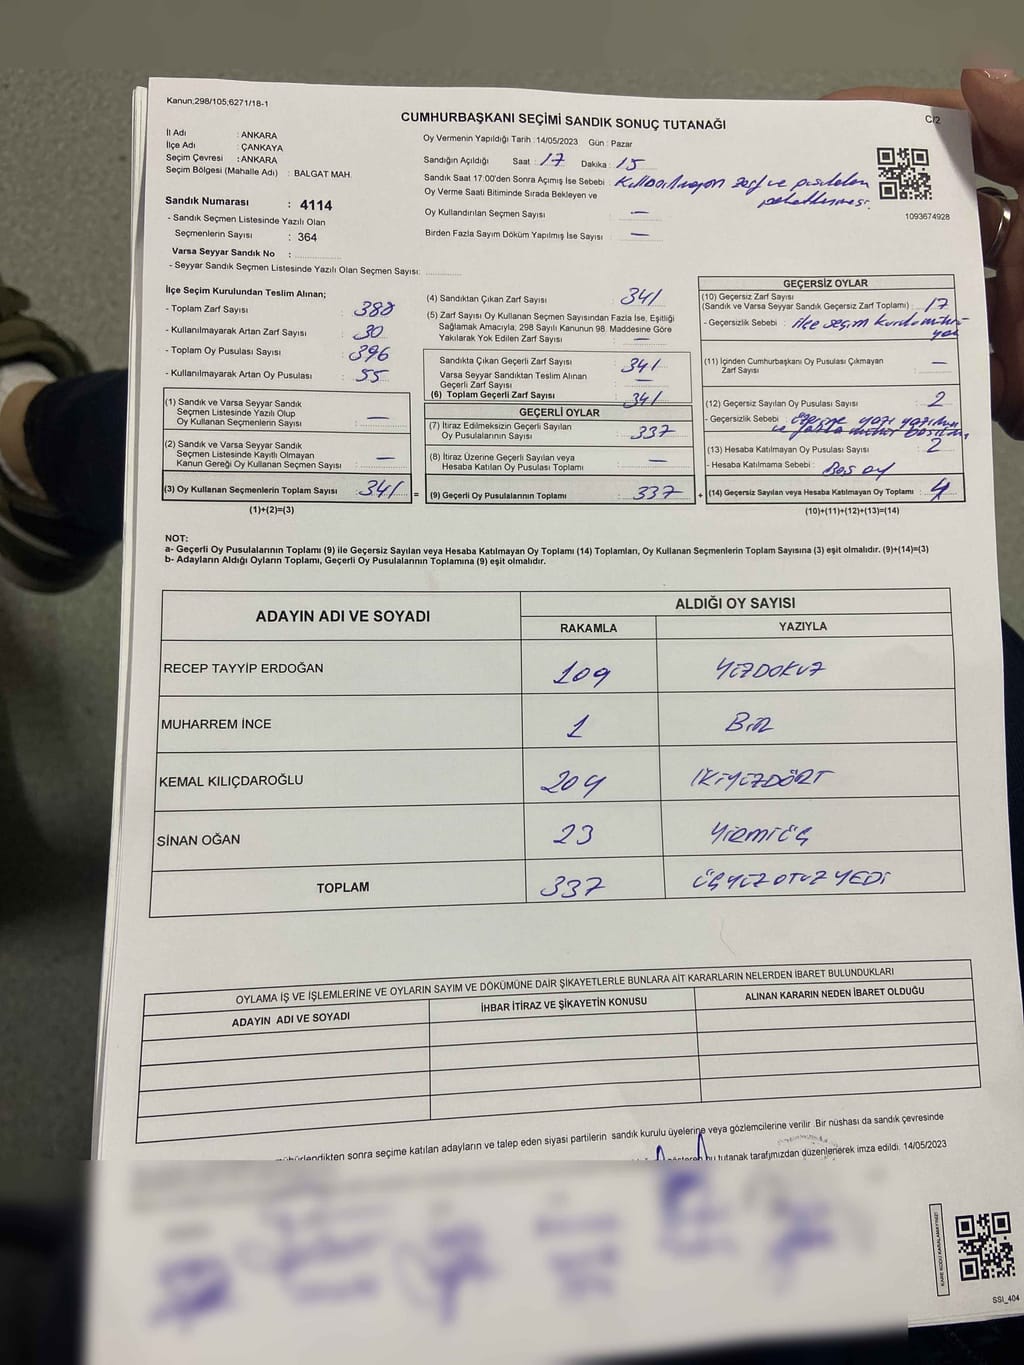 Kanun;298/105;6271/18-1
CUMHURBAŞKANI SEÇİMİ SANDIK SONUÇ TUTANAĞI
C/2
İl Adı : ANKARA
İlçe Adı : ÇANKAYA
Seçim Çevresi : ANKARA
Seçim Bölgesi (Mahalle Adı) : BALGAT MAH.
Sandık Numarası : 4114
- Sandık Seçmen Listesinde Yazılı Olan
Seçmenlerin Sayısı : 364
Varsa Seyyar Sandık No :
- Seyyar Sandık Seçmen Listesinde Yazılı Olan Seçmen Sayısı:
Oy Vermenin Yapıldığı Tarih : 14/05/2023 Gün : Pazar
Sandığın Açıldığı Saat : 17 Dakika : 15
Sandık Saat 17:00'den Sonra Açımış İse Sebebi : zarf ve
Oy Verme Saati Bitiminde Sırada Bekleyen ve
Oy Kullandırılan Seçmen Sayısı : —
Birden Fazla Sayım Döküm Yapılmış İse Sayısı : —
1093674928
İlçe Seçim Kurulundan Teslim Alınan;
- Toplam Zarf Sayısı : 388
- Kullanılmayarak Artan Zarf Sayısı : 30
- Toplam Oy Pusulası Sayısı : 396
- Kullanılmayarak Artan Oy Pusulası : 55
(1) Sandık ve Varsa Seyyar Sandık
Seçmen Listesinde Yazılı Olup
Oy Kullanan Seçmenlerin Sayısı : —
(2) Sandık ve Varsa Seyyar Sandık
Seçmen Listesinde Kayıtlı Olmayan
Kanun Gereği Oy Kullanan Seçmen Sayısı : —
(3) Oy Kullanan Seçmenlerin Toplam Sayısı : 341 =
(1)+(2)=(3)
(4) Sandıktan Çıkan Zarf Sayısı : 341
(5) Zarf Sayısı Oy Kullanan Seçmen Sayısından Fazla İse, Eşitliği
Sağlamak Amacıyla, 298 Sayılı Kanunun 98. Maddesine Göre
Yakılarak Yok Edilen Zarf Sayısı : —
Sandıkta Çıkan Geçerli Zarf Sayısı : 341
Varsa Seyyar Sandıktan Teslim Alınan
Geçerli Zarf Sayısı : —
(6) Toplam Geçerli Zarf Sayısı : 341
GEÇERLİ OYLAR
(7) İtiraz Edilmeksizin Geçerli Sayılan
Oy Pusulalarının Sayısı : 337
(8) İtiraz Üzerine Geçerli Sayılan veya
Hesaba Katılan Oy Pusulası Toplamı : —
(9) Geçerli Oy Pusulalarının Toplamı : 337 +
GEÇERSİZ OYLAR
(10) Geçersiz Zarf Sayısı
(Sandık ve Varsa Seyyar Sandık Geçersiz Zarf Toplamı) : 17
- Geçersizlik Sebebi : ilçe seçim kurulu mührü
yok
(11) İçinden Cumhurbaşkanı Oy Pusulası Çıkmayan
Zarf Sayısı : —
(12) Geçersiz Sayılan Oy Pusulası Sayısı : 2
- Geçersizlik Sebebi : üzerine yazı
ve fazla mühür
(13) Hesaba Katılmayan Oy Pusulası Sayısı : 2
- Hesaba Katılmama Sebebi : Boş oy
(14) Geçersiz Sayılan veya Hesaba Katılmayan Oy Toplamı : 4
(10)+(11)+(12)+(13)=(14)
NOT:
a- Geçerli Oy Pusulalarının Toplamı (9) ile Geçersiz Sayılan veya Hesaba Katılmayan Oy Toplamı (14) Toplamları, Oy Kullanan Seçmenlerin Toplam Sayısına (3) eşit olmalıdır. (9)+(14)=(3)
b- Adayların Aldığı Oyların Toplamı, Geçerli Oy Pusulalarının Toplamına (9) eşit olmalıdır.
ADAYIN ADI VE SOYADI
ALDIĞI OY SAYISI
RAKAMLA YAZIYLA
RECEP TAYYİP ERDOĞAN 109 YÜZDOKUZ
MUHARREM İNCE 1 BİR
KEMAL KILIÇDAROĞLU 204 İKİYÜZDÖRT
SİNAN OĞAN 23 YİRMİÜÇ
TOPLAM 337 ÜÇYÜZOTUZYEDİ
OYLAMA İŞ VE İŞLEMLERİNE VE OYLARIN SAYIM VE DÖKÜMÜNE DAİR ŞİKAYETLERLE BUNLARA AİT KARARLARIN NELERDEN İBARET BULUNDUKLARI
ADAYIN ADI VE SOYADI İHBAR İTİRAZ VE ŞİKAYETİN KONUSU ALINAN KARARIN NEDEN İBARET OLDUĞU
mühürlendikten sonra seçime katılan adayların ve talep eden siyasi partilerin sandık kurulu üyelerine veya gözlemcilerine verilir. Bir nüshası da sandık çevresinde
bu tutanak tarafımızdan düzenlenerek imza edildi. 14/05/2023
KARE KODU KARALAMAYINIZ!
SSI_404